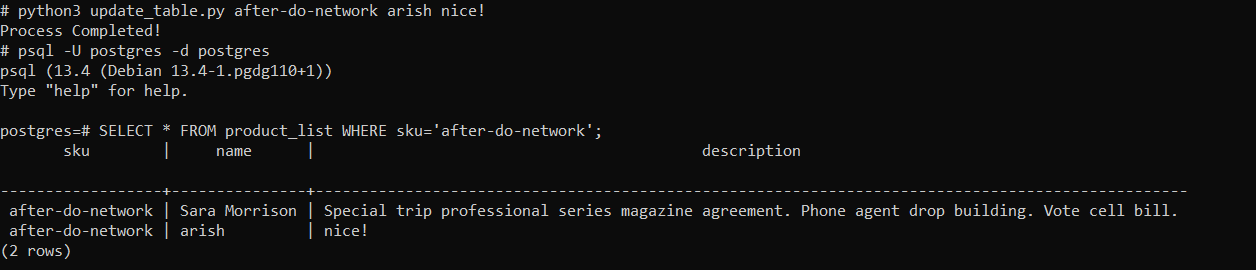 # python3 update_table.py after-do-network arish nice!
Process Completed!
# psql -U postgres -d postgres
psql (13.4 (Debian 13.4-1.pgdg110+1))
Type "help" for help.

postgres=# SELECT * FROM product_list WHERE sku='after-do-network';
       sku        |     name      |                                         description

------------------+---------------+----------------------------------------------------------------------------------------------
 after-do-network | Sara Morrison | Special trip professional series magazine agreement. Phone agent drop building. Vote cell bill.
 after-do-network | arish         | nice!
(2 rows)